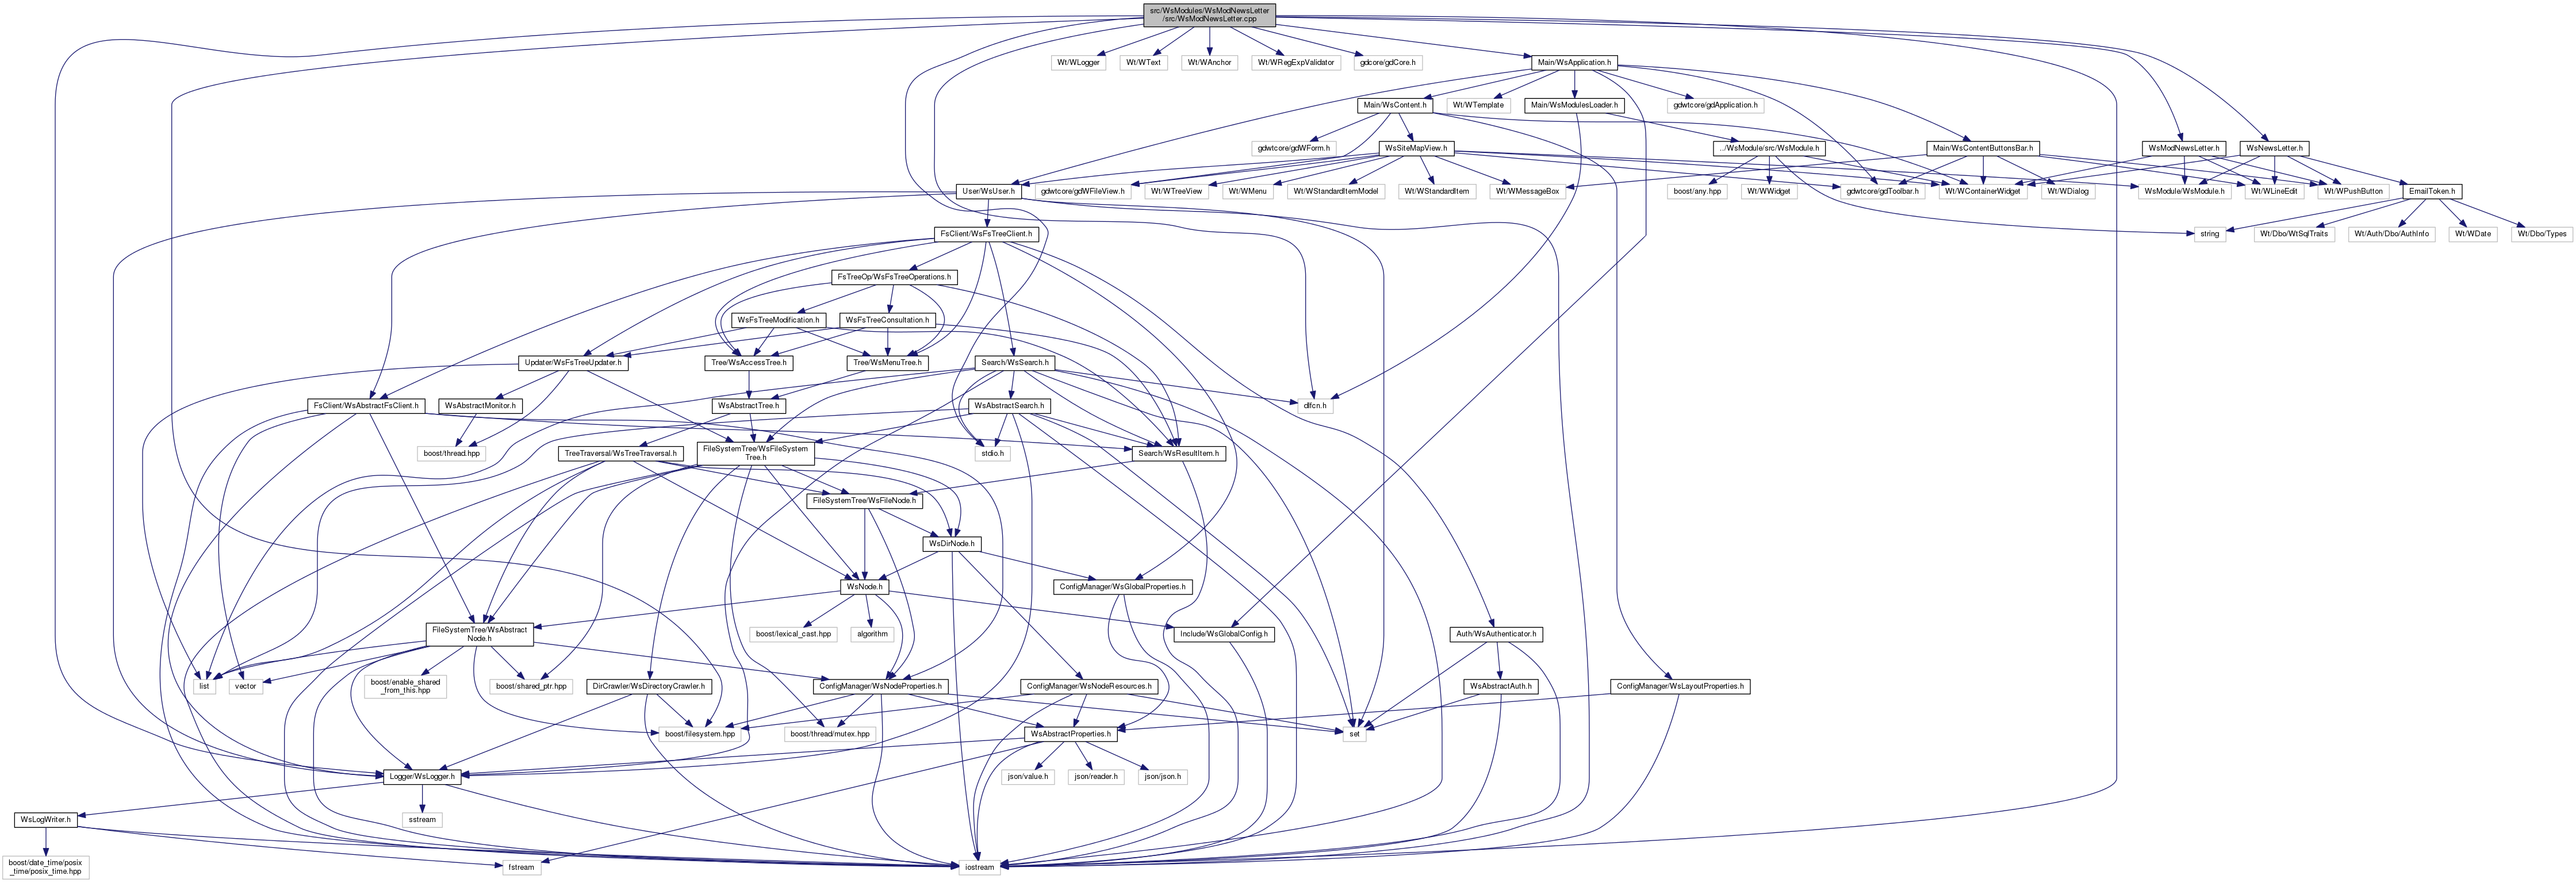 src/WsModules/WsModNewsLetter
/src/WsModNewsLetter.cpp
Wt/WLogger
Wt/WText
Wt/WAnchor
Wt/WRegExpValidator
gdcore/gdCore.h
Main/WsApplication.h
Main/WsContent.h
Wt/WTemplate
Main/WsModulesLoader.h
gdwtcore/gdApplication.h
gdwtcore/gdWForm.h
WsSiteMapView.h
../WsModule/src/WsModule.h
Main/WsContentButtonsBar.h
WsModNewsLetter.h
WsNewsLetter.h
User/WsUser.h
gdwtcore/gdWFileView.h
Wt/WTreeView
Wt/WMenu
Wt/WStandardItemModel
Wt/WStandardItem
Wt/WMessageBox
boost/any.hpp
Wt/WWidget
gdwtcore/gdToolbar.h
Wt/WContainerWidget
Wt/WDialog
WsModule/WsModule.h
Wt/WLineEdit
Wt/WPushButton
EmailToken.h
FsClient/WsFsTreeClient.h
string
Wt/Dbo/WtSqlTraits
Wt/Auth/Dbo/AuthInfo
Wt/WDate
Wt/Dbo/Types
FsTreeOp/WsFsTreeOperations.h
WsFsTreeModification.h
WsFsTreeConsultation.h
Updater/WsFsTreeUpdater.h
Tree/WsAccessTree.h
Tree/WsMenuTree.h
Search/WsSearch.h
FsClient/WsAbstractFsClient.h
WsAbstractMonitor.h
WsAbstractTree.h
WsAbstractSearch.h
dlfcn.h
boost/thread.hpp
TreeTraversal/WsTreeTraversal.h
FileSystemTree/WsFileSystem
Tree.h
stdio.h
Search/WsResultItem.h
FileSystemTree/WsFileNode.h
WsDirNode.h
WsNode.h
ConfigManager/WsGlobalProperties.h
FileSystemTree/WsAbstract
Node.h
boost/lexical_cast.hpp
algorithm
Include/WsGlobalConfig.h
Auth/WsAuthenticator.h
list
vector
boost/enable_shared
_from_this.hpp
boost/shared_ptr.hpp
DirCrawler/WsDirectoryCrawler.h
ConfigManager/WsNodeProperties.h
ConfigManager/WsNodeResources.h
WsAbstractAuth.h
ConfigManager/WsLayoutProperties.h
boost/filesystem.hpp
boost/thread/mutex.hpp
WsAbstractProperties.h
set
Logger/WsLogger.h
json/value.h
json/reader.h
json/json.h
WsLogWriter.h
sstream
boost/date_time/posix
_time/posix_time.hpp
fstream
iostream